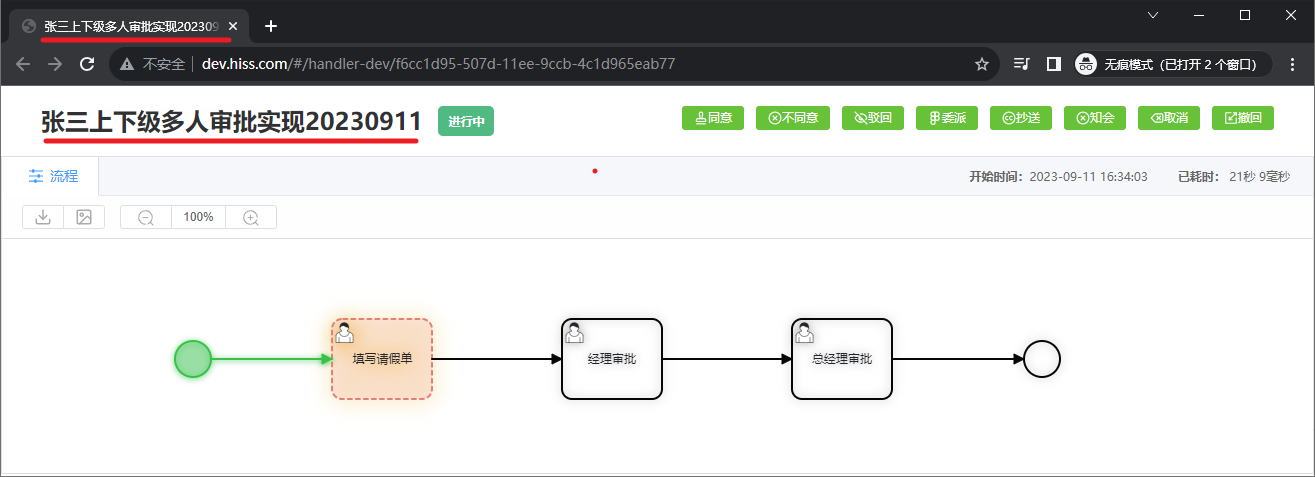 张三上下级多人审批实现202309
不安全 dev.hiss.com/#/handler-dev/f6cc1d95-507d-11ee-9ccb-4c1d965eab77
无痕模式（已打开 2 个窗口）
张三上下级多人审批实现20230911
进行中
同意
不同意
驳回
委派
抄送
知会
取消
撤回
流程
开始时间：2023-09-11 16:34:03
已耗时： 21秒 9毫秒
100%
填写请假单
经理审批
总经理审批